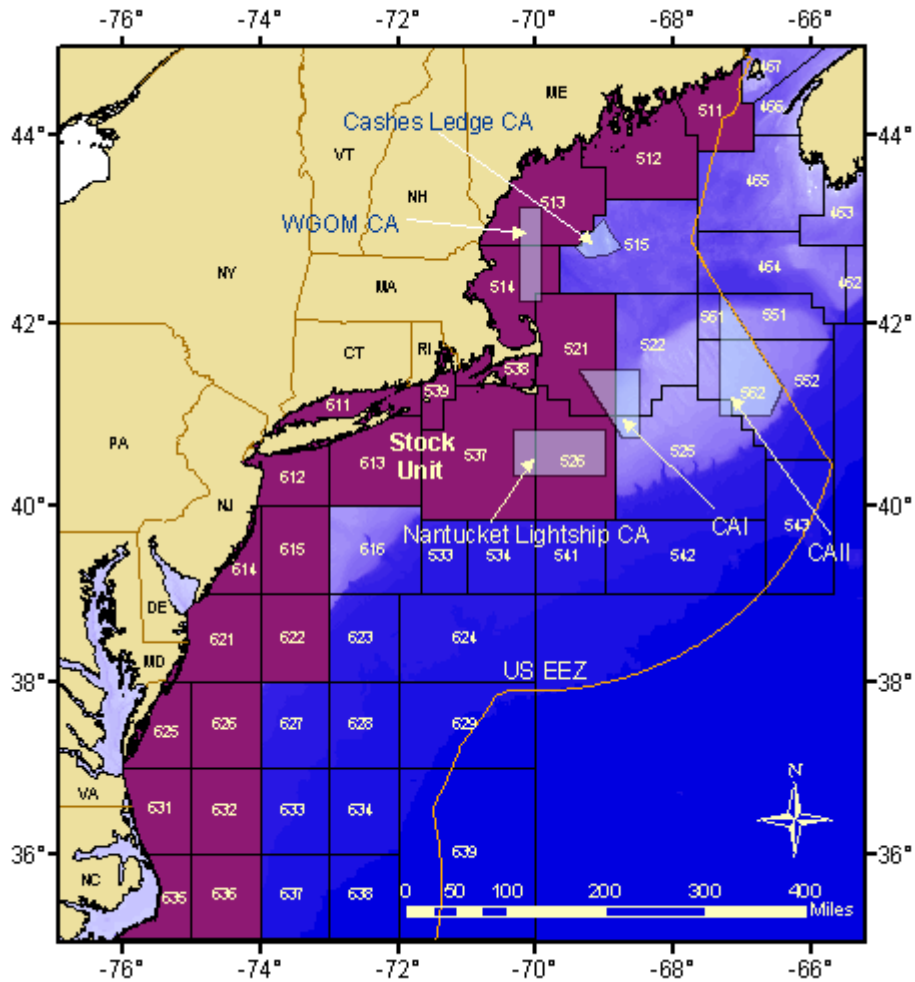 -76° -74° -72° -70° -68° -66°
467
ME
511
466
44°
44°
Cashes Ledge CA
VT
512
465
NH
513
463
WGOM CA
515
464
NY
MA
514
462
551
561
42°
42°
CT
RI
521
522
538
552
539
562
611
PA
Stock
Unit
613
537
526
525
612
NJ
40°
40°
Nantucket Lightship CA
CAI
543
615
616
533
534
541
542
CAII
614
DE
621
622
623
624
MD
US EEZ
38°
38°
625
626
627
628
629
N
VA
631
632
633
634
36°
36°
639
NC
635
636
637
638
0 50 100 200 300 400
Miles
-76° -74° -72° -70° -68° -66°